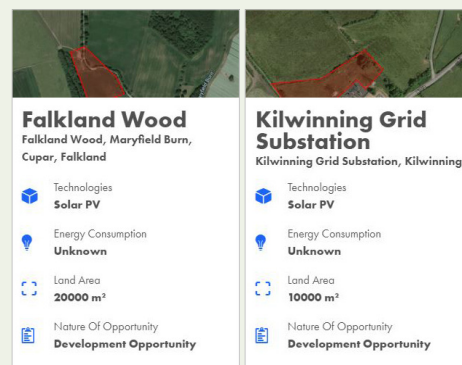 Falkland Wood
Falkland Wood, Maryfield Burn,
Cupar, Falkland
Technologies
Solar PV
Energy Consumption
Unknown
Land Area
20000 m²
Nature Of Opportunity
Development Opportunity
Kilwinning Grid
Substation
Kilwinning Grid Substation, Kilwinning
Technologies
Solar PV
Energy Consumption
Unknown
Land Area
10000 m²
Nature Of Opportunity
Development Opportunity